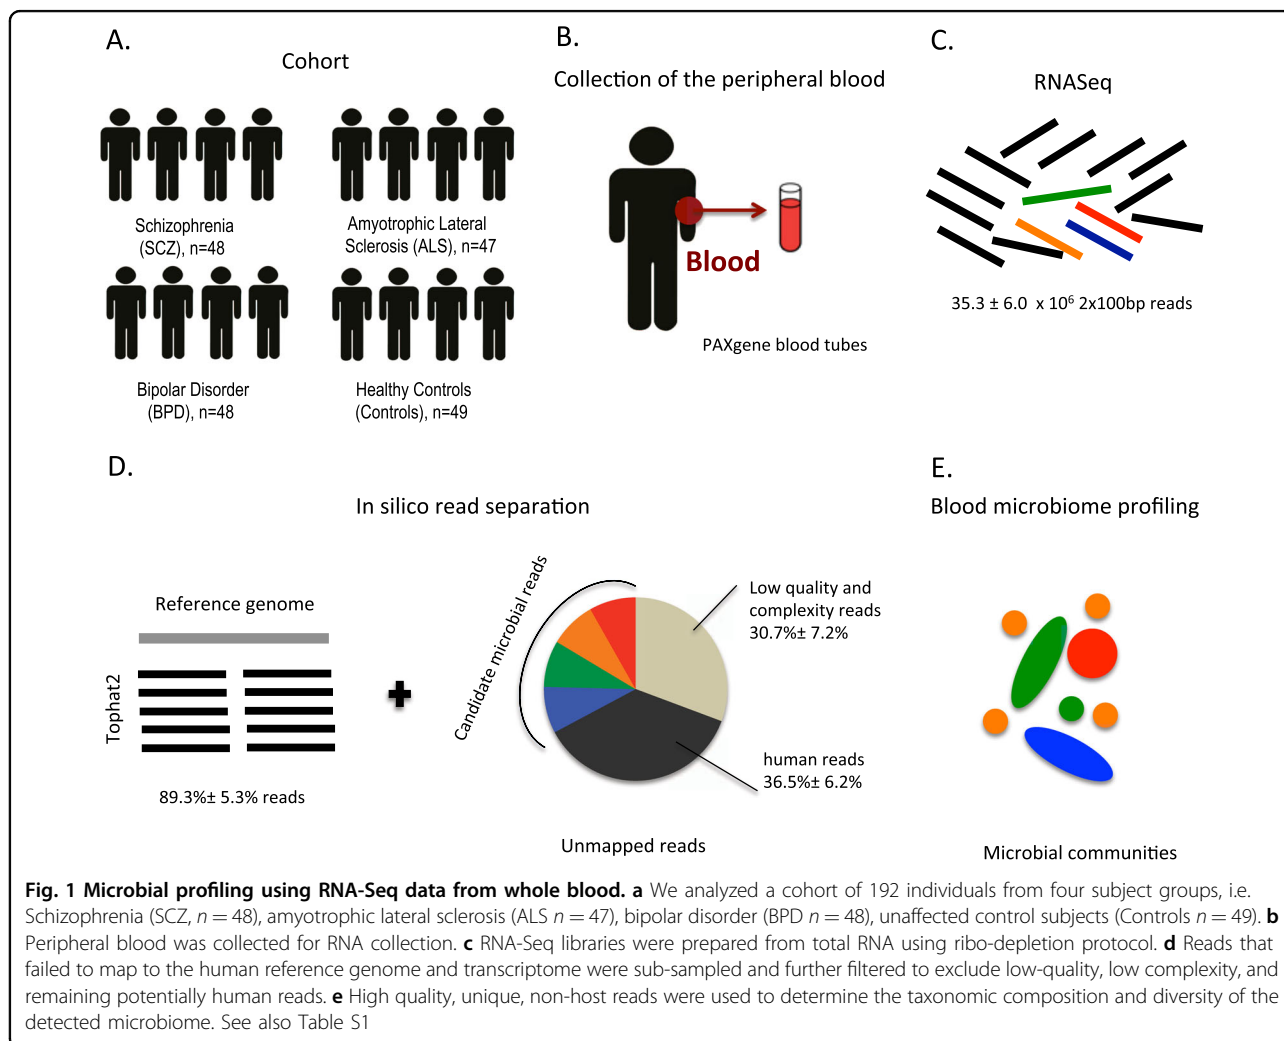 A.
Cohort
Schizophrenia
(SCZ), n=48
Amyotrophic Lateral
Sclerosis (ALS), n=47
Bipolar Disorder
(BPD), n=48
Healthy Controls
(Controls), n=49
B.
Collection of the peripheral blood
Blood
PAXgene blood tubes
C.
RNASeq
35.3 ± 6.0 x 10⁶ 2x100bp reads
D.
In silico read separation
Reference genome
Tophat2
89.3%± 5.3% reads
Candidate microbial reads
Low quality and
complexity reads
30.7%± 7.2%
human reads
36.5%± 6.2%
Unmapped reads
E.
Blood microbiome profiling
Microbial communities
Fig. 1 Microbial profiling using RNA-Seq data from whole blood. a We analyzed a cohort of 192 individuals from four subject groups, i.e.
Schizophrenia (SCZ, n = 48), amyotrophic lateral sclerosis (ALS n = 47), bipolar disorder (BPD n = 48), unaffected control subjects (Controls n = 49). b
Peripheral blood was collected for RNA collection. c RNA-Seq libraries were prepared from total RNA using ribo-depletion protocol. d Reads that
failed to map to the human reference genome and transcriptome were sub-sampled and further filtered to exclude low-quality, low complexity, and
remaining potentially human reads. e High quality, unique, non-host reads were used to determine the taxonomic composition and diversity of the
detected microbiome. See also Table S1